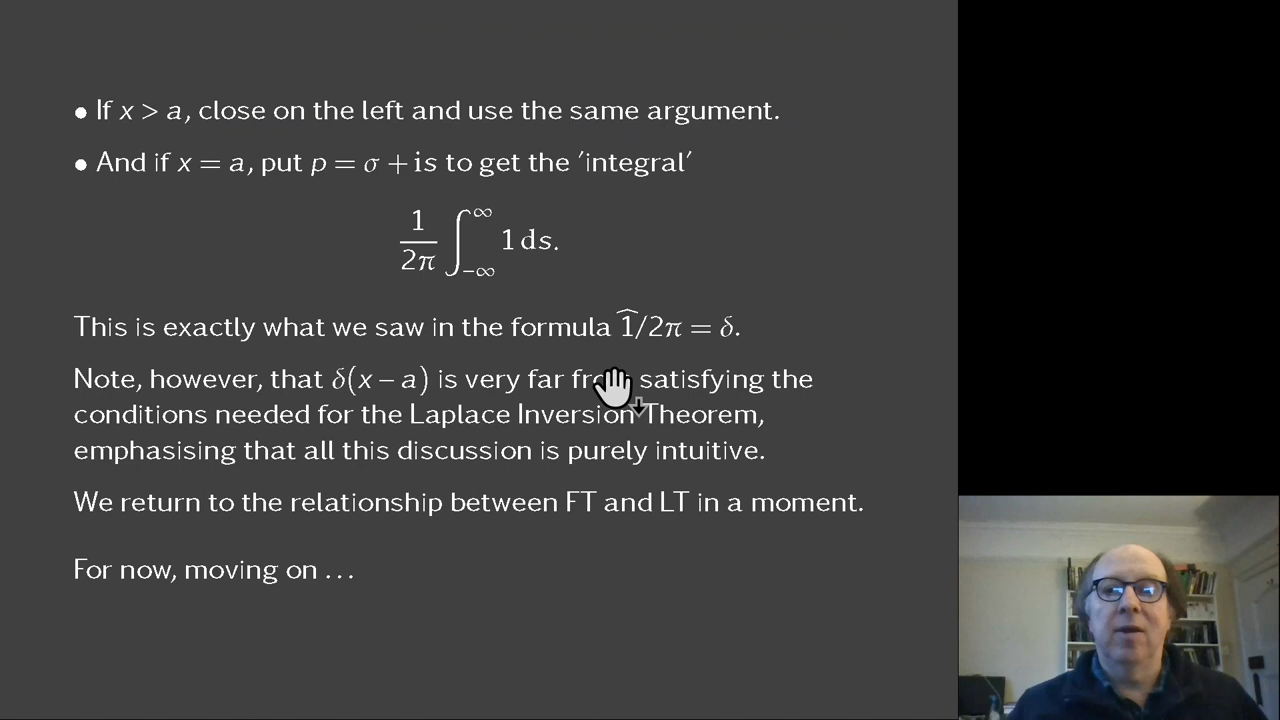 • If x > a, close on the left and use the same argument.
• And if x = a, put p = σ + is to get the ′integral′
1/2π ∫_{−∞}^{∞} 1 ds.
This is exactly what we saw in the formula 1̂/2π = δ.
Note, however, that δ(x − a) is very far from satisfying the
conditions needed for the Laplace Inversion Theorem,
emphasising that all this discussion is purely intuitive.
We return to the relationship between FT and LT in a moment.
For now, moving on …